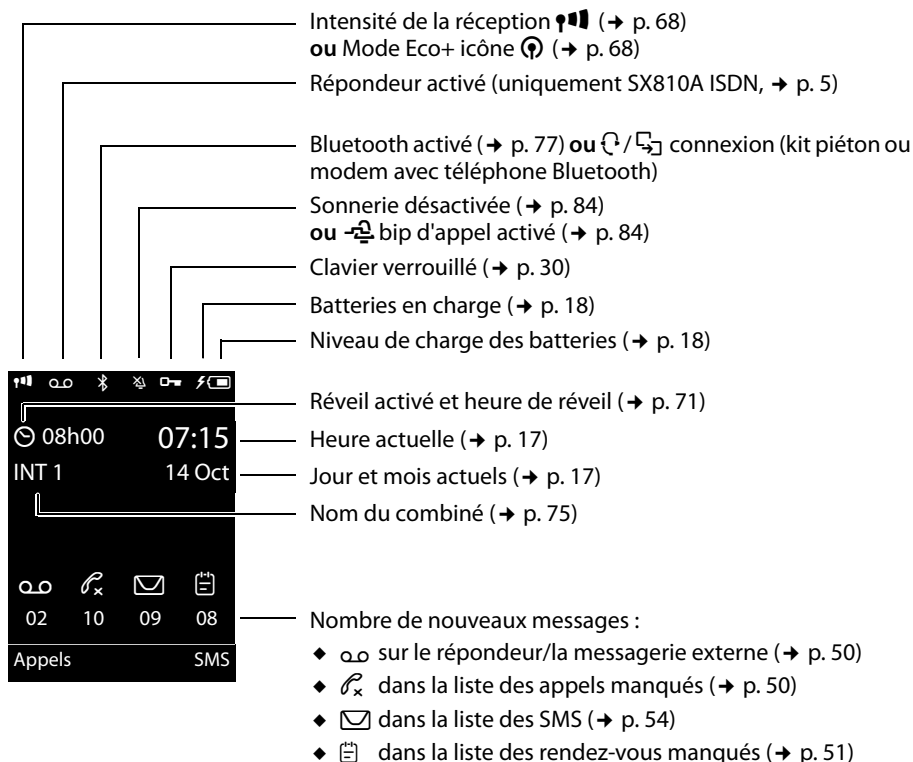 Intensité de la réception (➔ p. 68)
ou Mode Eco+ icône (➔ p. 68)
Répondeur activé (uniquement SX810A ISDN, ➔ p. 5)
Bluetooth activé (➔ p. 77) ou / connexion (kit piéton ou
modem avec téléphone Bluetooth)
Sonnerie désactivée (➔ p. 84)
ou bip d'appel activé (➔ p. 84)
Clavier verrouillé (➔ p. 30)
Batteries en charge (➔ p. 18)
Niveau de charge des batteries (➔ p. 18)
Réveil activé et heure de réveil (➔ p. 71)
08h00 07:15
Heure actuelle (➔ p. 17)
INT 1 14 Oct
Jour et mois actuels (➔ p. 17)
Nom du combiné (➔ p. 75)
02 10 09 08
Nombre de nouveaux messages :
Appels SMS
◆ sur le répondeur/la messagerie externe (➔ p. 50)
◆ dans la liste des appels manqués (➔ p. 50)
◆ dans la liste des SMS (➔ p. 54)
◆ dans la liste des rendez-vous manqués (➔ p. 51)